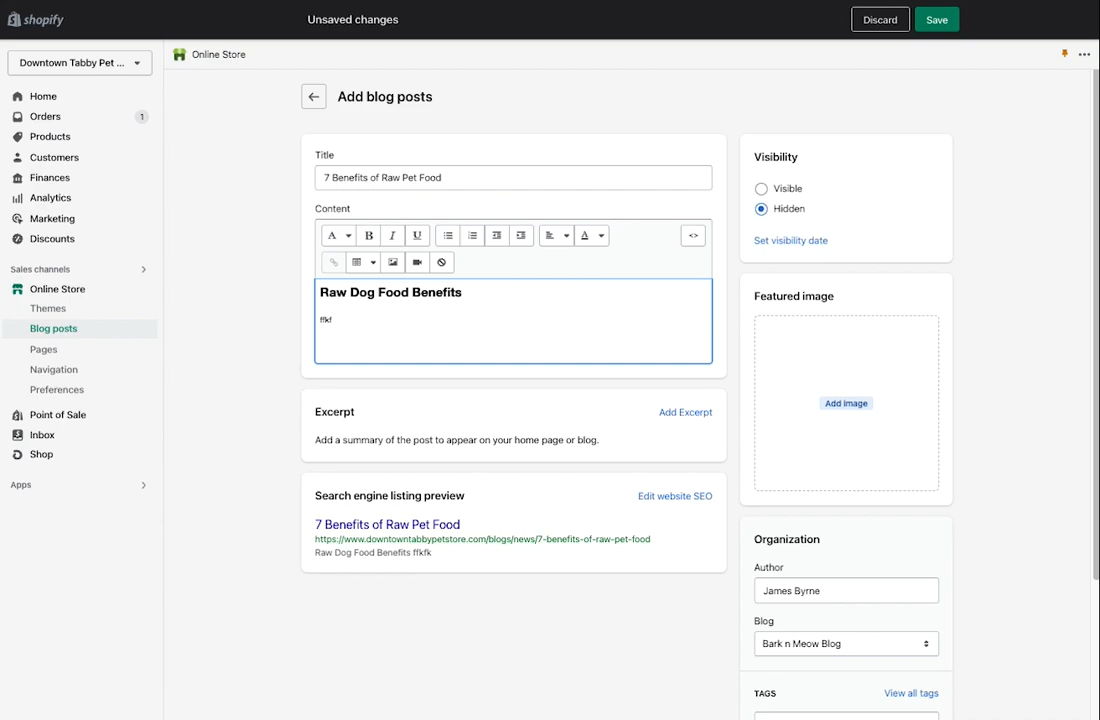 shopify
Unsaved changes
Discard
Save
Downtown Tabby Pet ...
Online Store
Home
Orders
1
Products
Customers
Finances
Analytics
Marketing
Discounts
Sales channels
Online Store
Themes
Blog posts
Pages
Navigation
Preferences
Point of Sale
Inbox
Shop
Apps
Add blog posts
Title
7 Benefits of Raw Pet Food
Content
A
B
I
U
A
<>
Raw Dog Food Benefits
ffkf
Excerpt
Add Excerpt
Add a summary of the post to appear on your home page or blog.
Search engine listing preview
Edit website SEO
7 Benefits of Raw Pet Food
https://www.downtowntabbypetstore.com/blogs/news/7-benefits-of-raw-pet-food
Raw Dog Food Benefits ffkfk
Visibility
Visible
Hidden
Set visibility date
Featured image
Add image
Organization
Author
James Byrne
Blog
Bark n Meow Blog
TAGS
View all tags